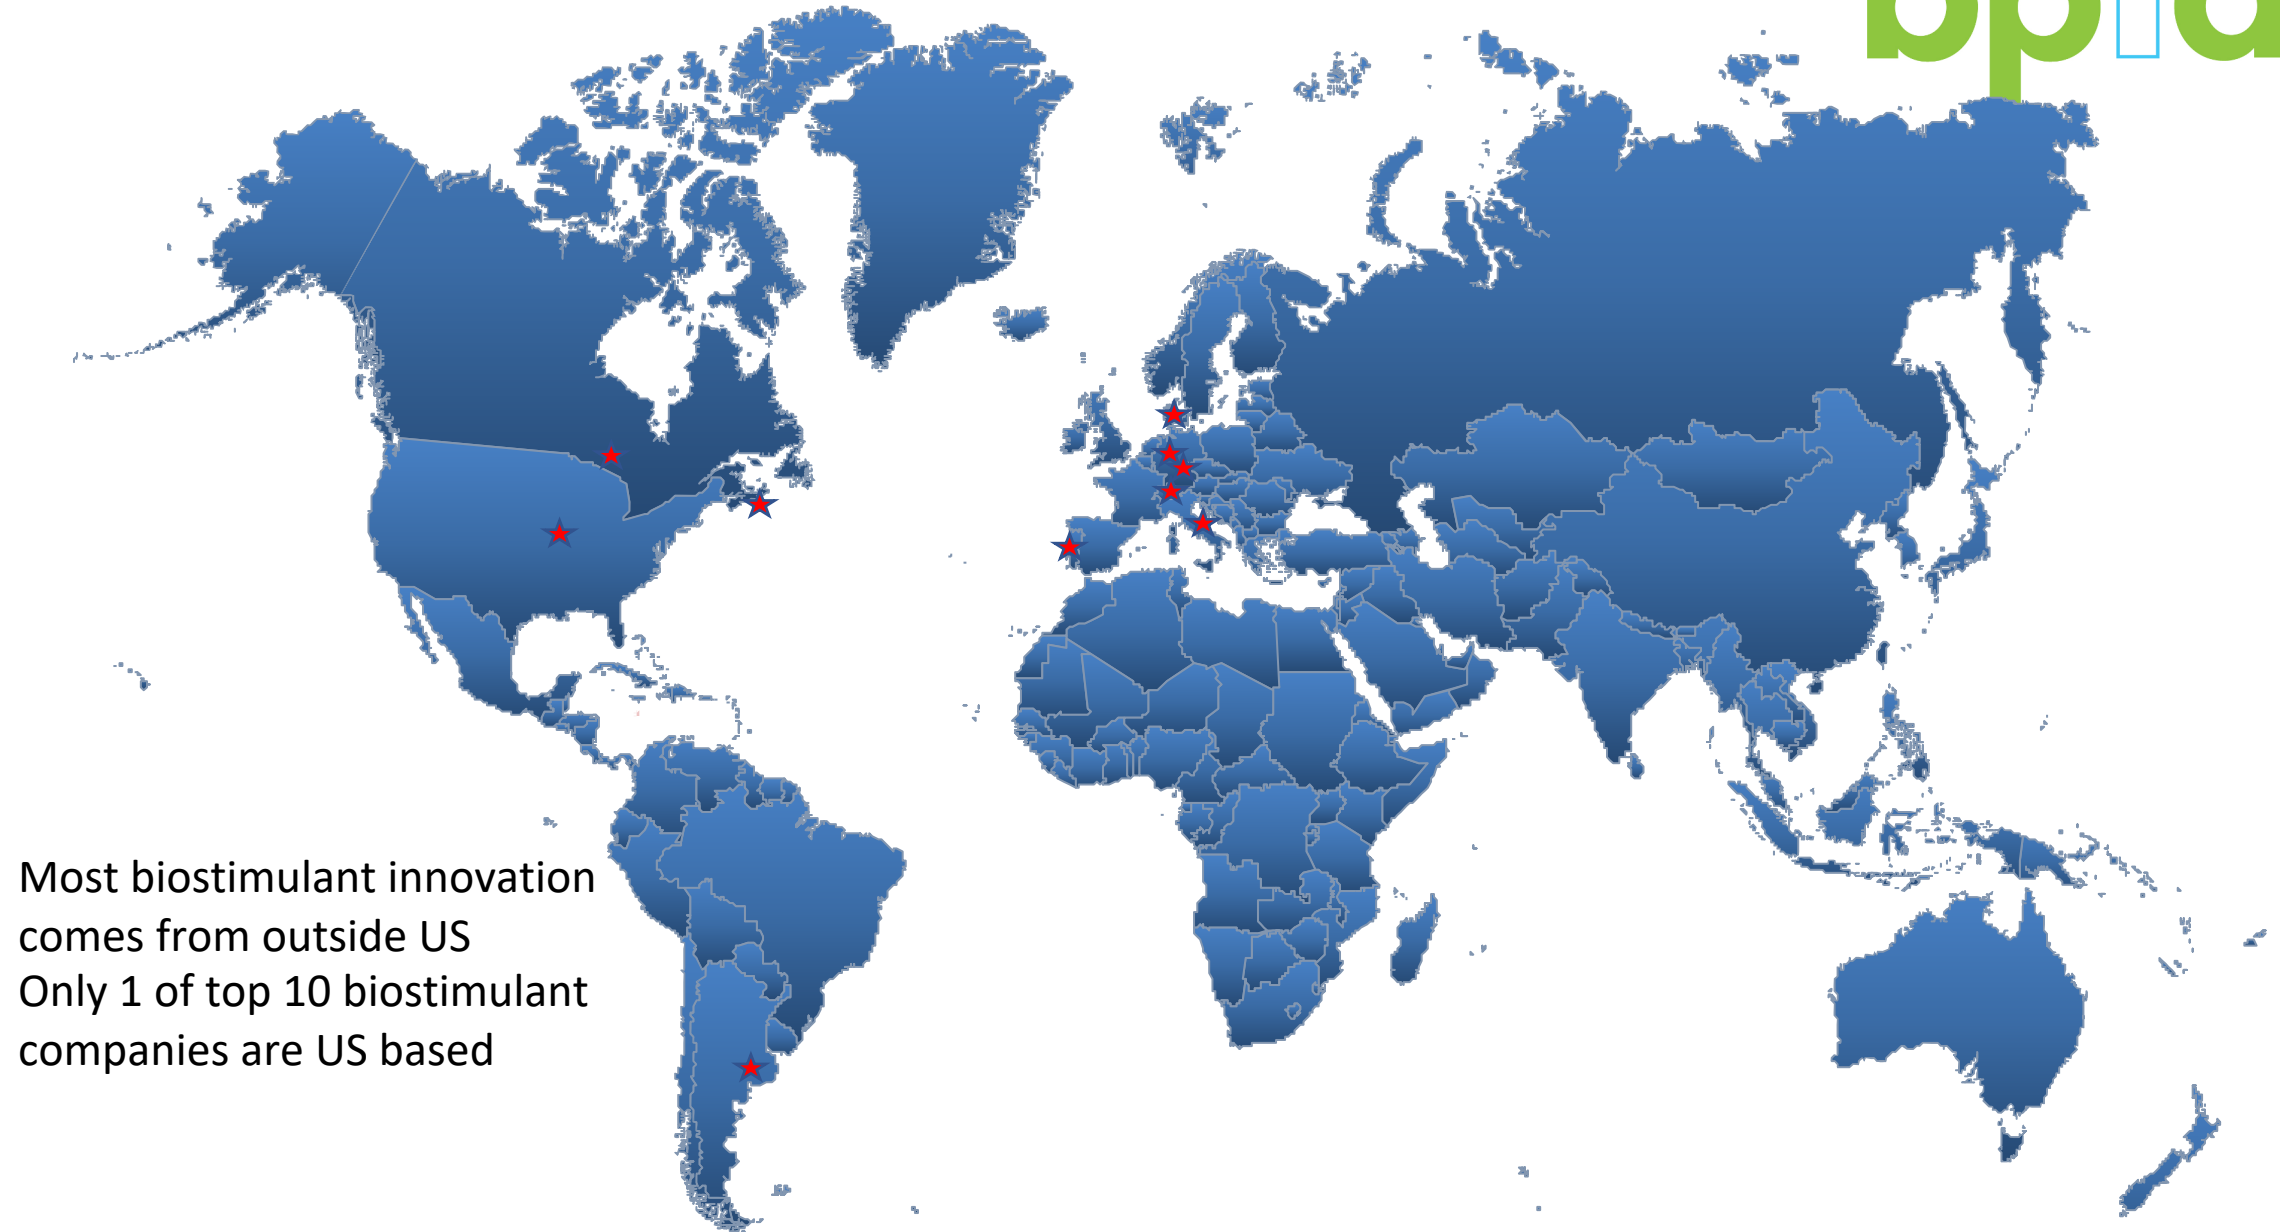 Most biostimulant innovation
comes from outside US
Only 1 of top 10 biostimulant
companies are US based